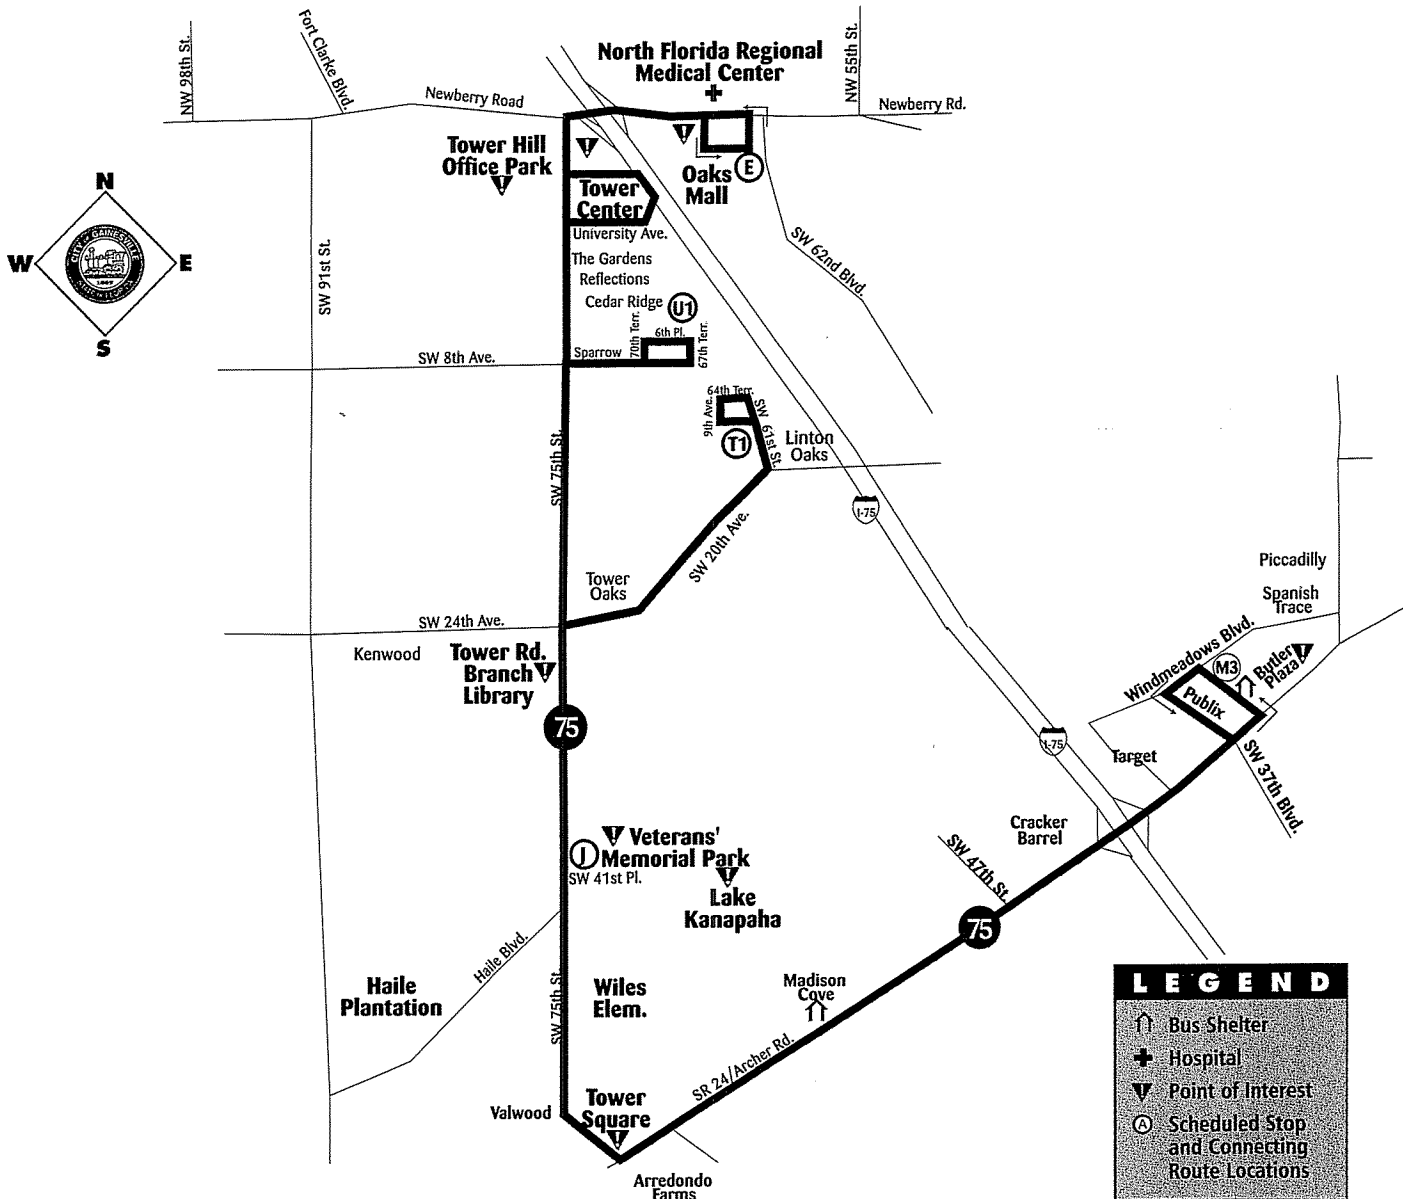 NW 98th St.
Fort Clarke Blvd.
Newberry Road
North Florida Regional
Medical Center
NW 55th St.
Newberry Rd.
Tower Hill
Office Park
Oaks
Mall
E
Tower
Center
University Ave.
The Gardens
Reflections
Cedar Ridge
U1
SW 62nd Blvd.
N
W
E
S
CITY OF GAINESVILLE
SW 91st St.
70th Terr.
6th Pl.
67th Terr.
Sparrow
SW 8th Ave.
64th Terr.
9th Ave.
SW 61st St.
T1
Linton
Oaks
SW 75th St.
I-75
SW 20th Ave.
Tower
Oaks
SW 24th Ave.
Kenwood
Tower Rd.
Branch
Library
75
Piccadilly
Spanish
Trace
Windmeadows Blvd.
M3
Butler
Plaza
Publix
I-75
Target
SW 37th Blvd.
Cracker
Barrel
SW 47th St.
75
Veterans'
J
Memorial Park
SW 41st Pl.
Lake
Kanapaha
Haile Blvd.
Haile
Plantation
SW 75th St.
Wiles
Elem.
Madison
Cove
SR 24/Archer Rd.
Valwood
Tower
Square
Arredondo
Farms
LEGEND
Bus Shelter
Hospital
Point of Interest
A
Scheduled Stop
and Connecting
Route Locations